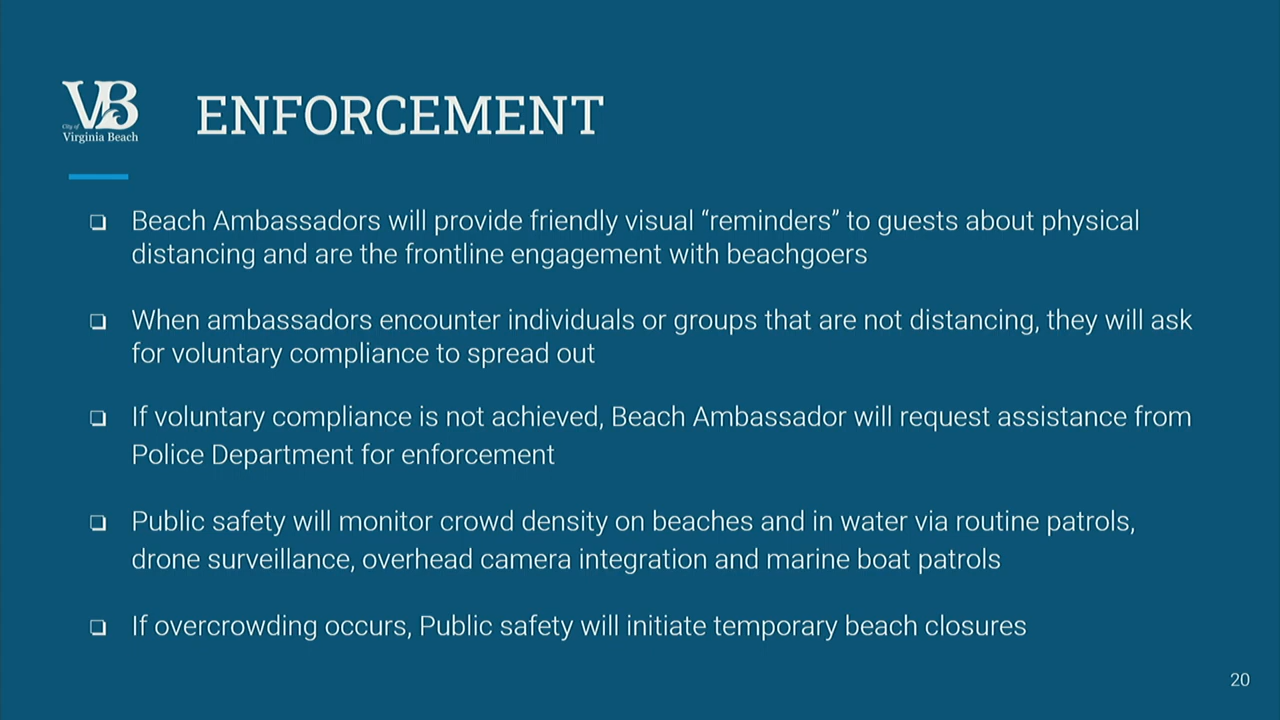 VB
City of
Virginia Beach
ENFORCEMENT
❏ Beach Ambassadors will provide friendly visual “reminders” to guests about physical
distancing and are the frontline engagement with beachgoers
❏ When ambassadors encounter individuals or groups that are not distancing, they will ask
for voluntary compliance to spread out
❏ If voluntary compliance is not achieved, Beach Ambassador will request assistance from
Police Department for enforcement
❏ Public safety will monitor crowd density on beaches and in water via routine patrols,
drone surveillance, overhead camera integration and marine boat patrols
❏ If overcrowding occurs, Public safety will initiate temporary beach closures
20